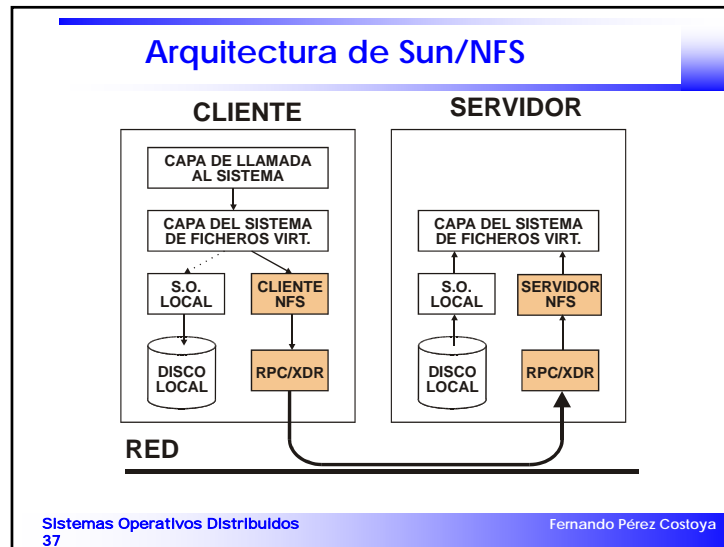 Arquitectura de Sun/NFS
CLIENTE
CAPA DE LLAMADA
AL SISTEMA
CAPA DEL SISTEMA
DE FICHEROS VIRT.
S.O.
LOCAL
CLIENTE
NFS
DISCO
LOCAL
RPC/XDR
SERVIDOR
CAPA DEL SISTEMA
DE FICHEROS VIRT.
S.O.
LOCAL
SERVIDOR
NFS
DISCO
LOCAL
RPC/XDR
RED
Sistemas Operativos Distribuidos
37
Fernando Pérez Costoya